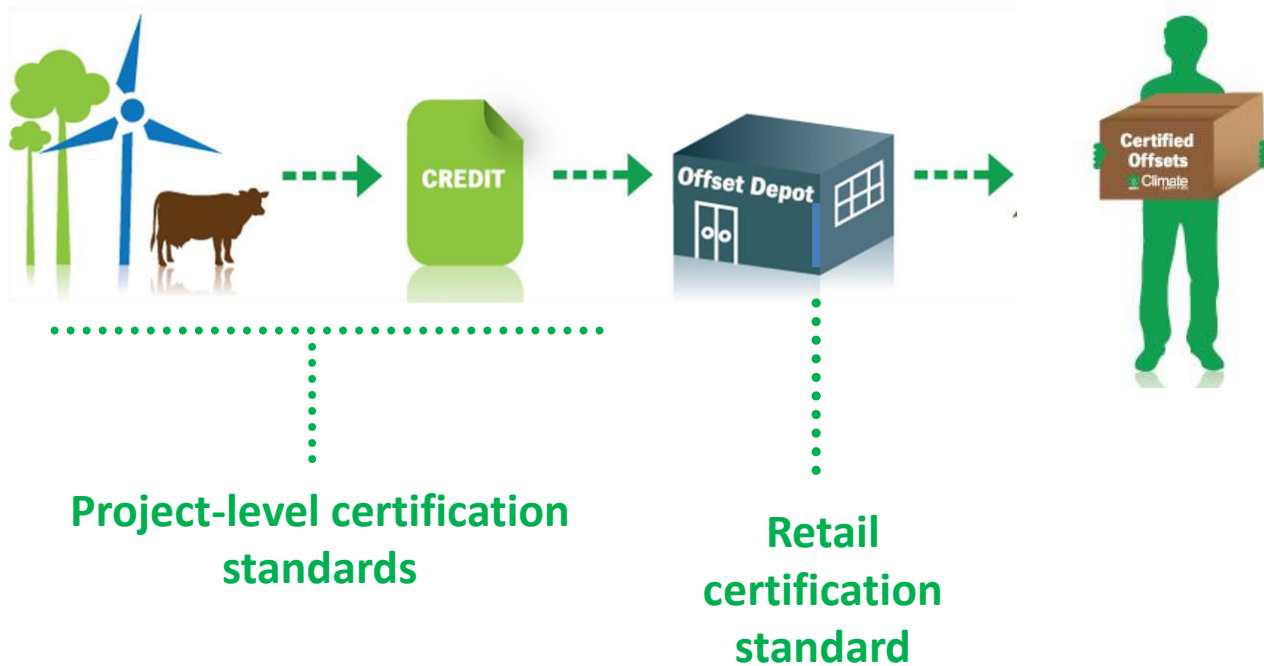 CREDIT
Offset Depot
Certified
Offsets
Climate
Project-level certification
standards
Retail
certification
standard